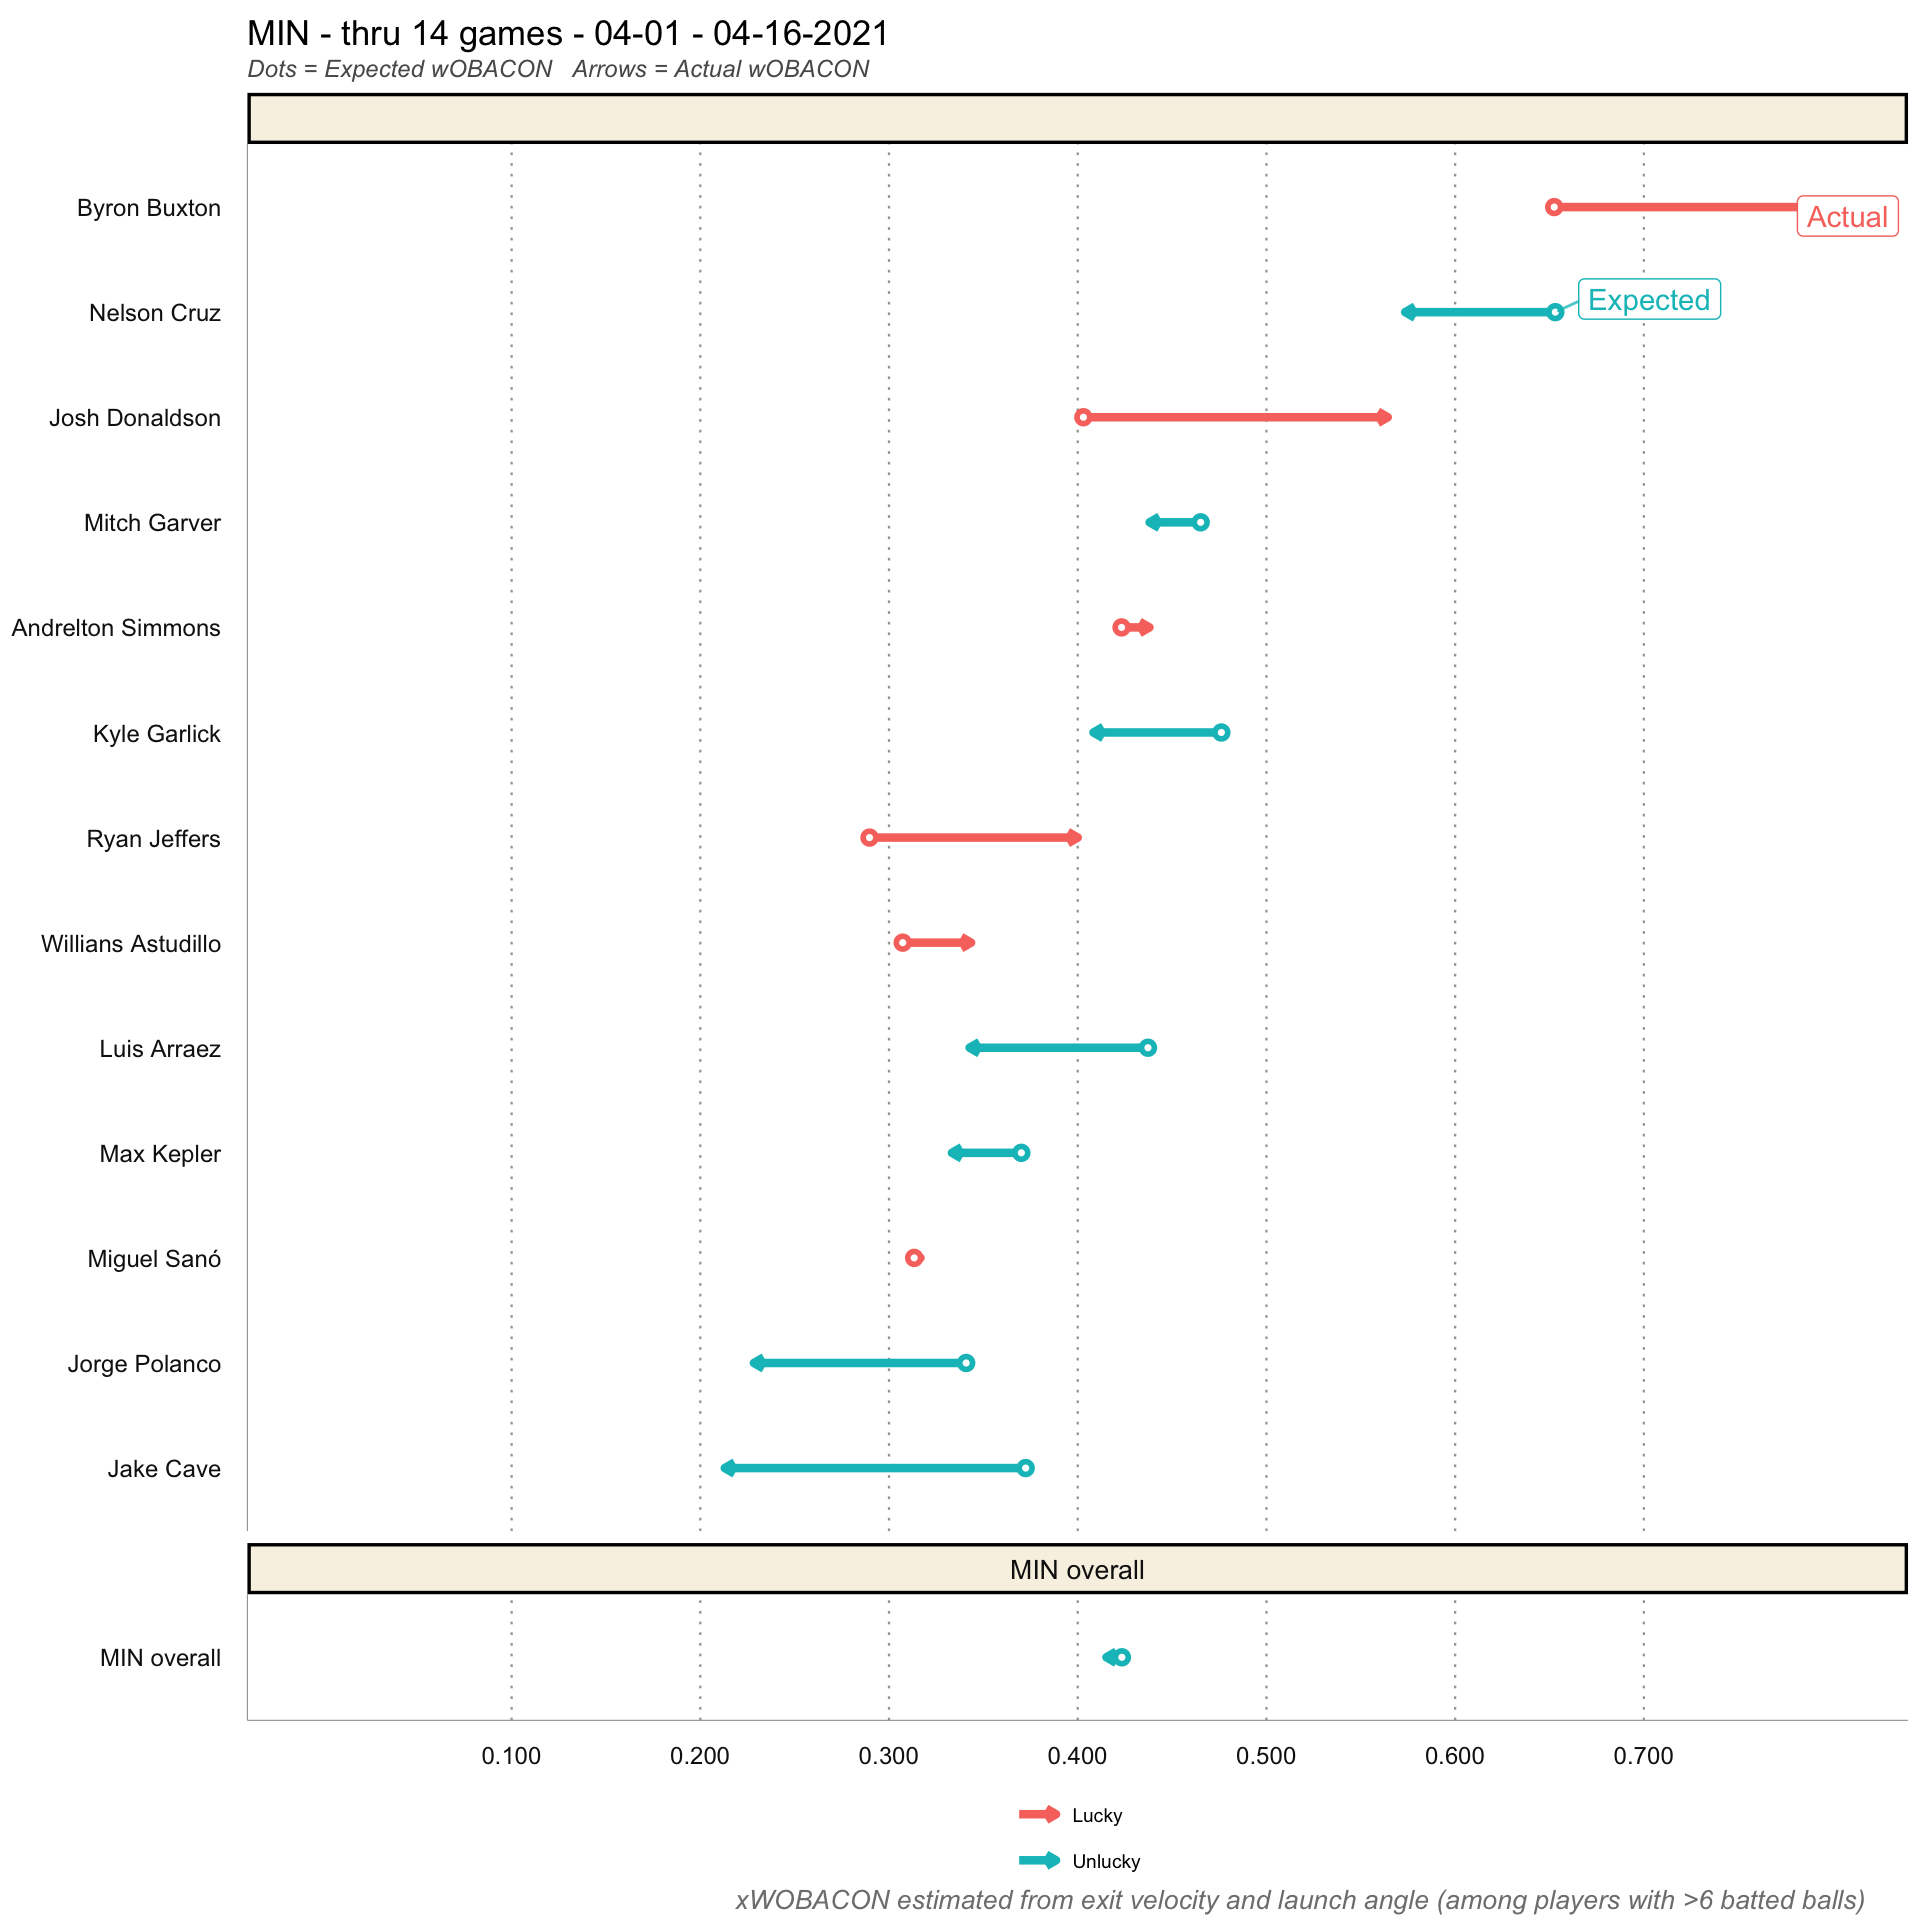 MIN - thru 14 games - 04-01 - 04-16-2021
Dots = Expected wOBACON   Arrows = Actual wOBACON
Byron Buxton
Actual
Nelson Cruz
Expected
Josh Donaldson
Mitch Garver
Andrelton Simmons
Kyle Garlick
Ryan Jeffers
Willians Astudillo
Luis Arraez
Max Kepler
Miguel Sanó
Jorge Polanco
Jake Cave
MIN overall
MIN overall
0.100 0.200 0.300 0.400 0.500 0.600 0.700
Lucky
Unlucky
xWOBACON estimated from exit velocity and launch angle (among players with >6 batted balls)